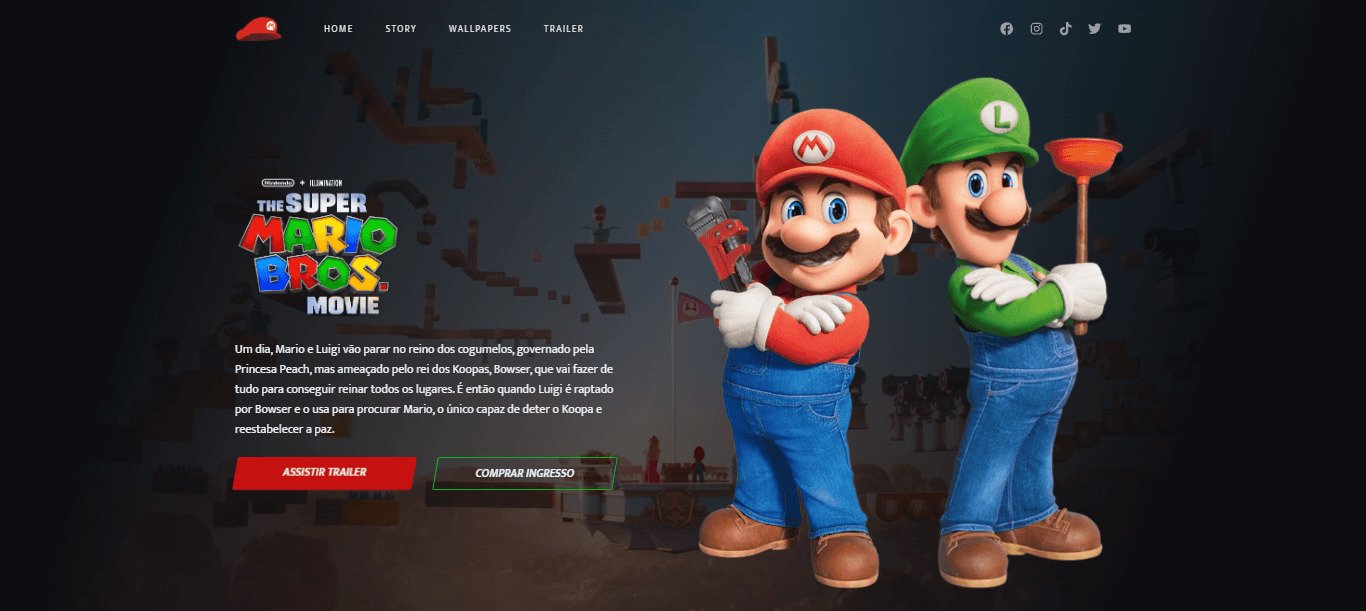 HOME
STORY
WALLPAPERS
TRAILER
Nintendo + ILLUMINATION
THE SUPER
MARIO
BROS.
MOVIE
Um dia, Mario e Luigi vão parar no reino dos cogumelos, governado pela
Princesa Peach, mas ameaçado pelo rei dos Koopas, Bowser, que vai fazer de
tudo para conseguir reinar todos os lugares. É então quando Luigi é raptado
por Bowser e o usa para procurar Mario, o único capaz de deter o Koopa e
reestabelecer a paz.
ASSISTIR TRAILER
COMPRAR INGRESSO
M
M
L